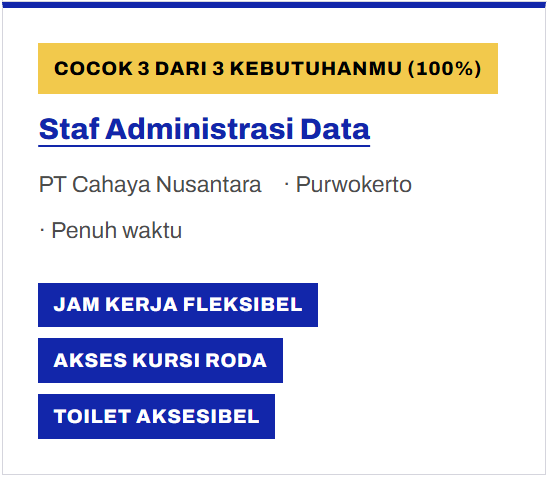 COCOK 3 DARI 3 KEBUTUHANMU (100%)
Staf Administrasi Data
PT Cahaya Nusantara · Purwokerto
· Penuh waktu
JAM KERJA FLEKSIBEL
AKSES KURSI RODA
TOILET AKSESIBEL